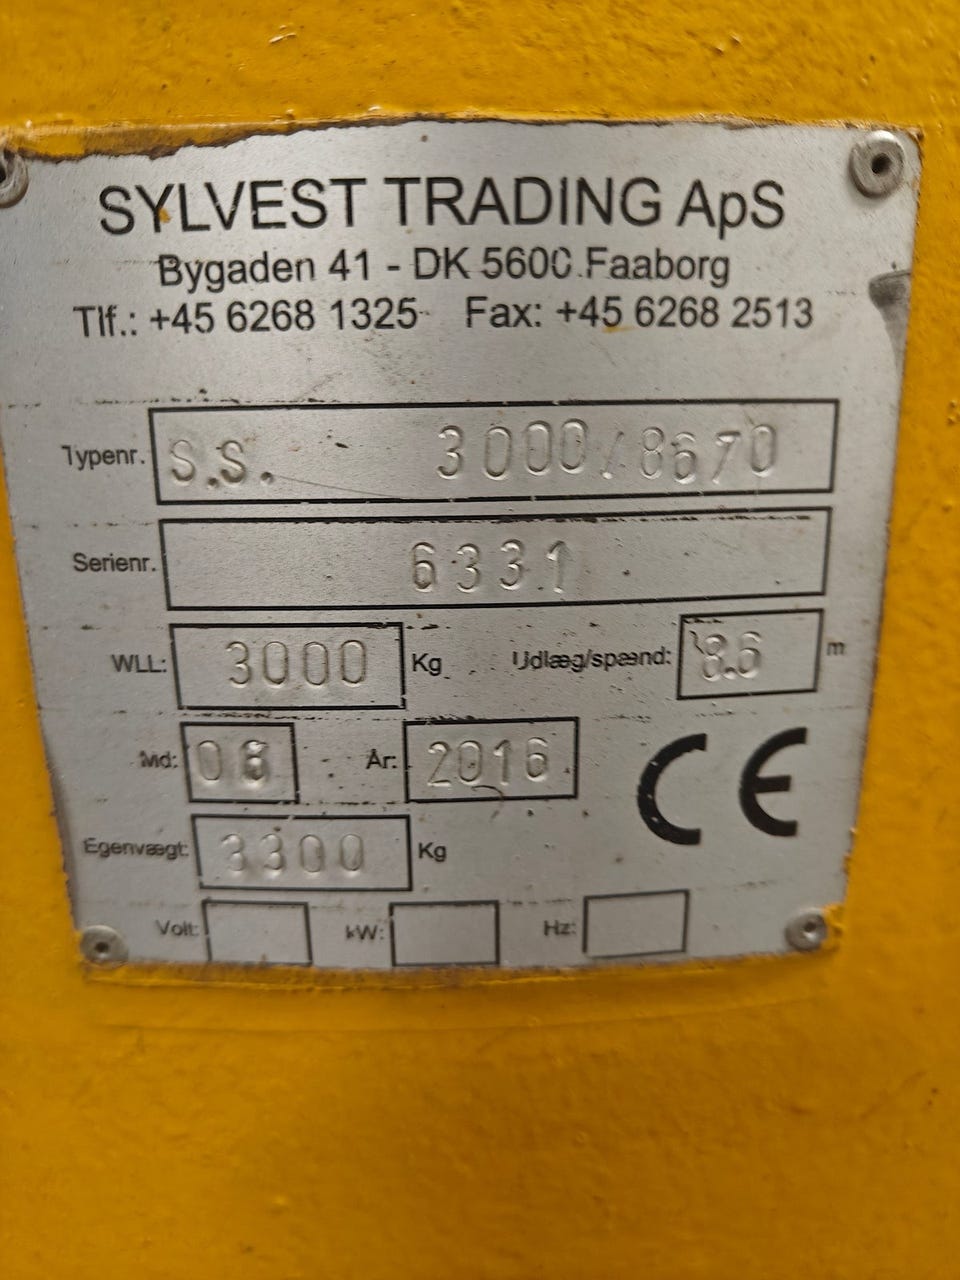 SYLVEST TRADING ApS
Bygaden 41 - DK 5600 Faaborg
Tlf.: +45 6268 1325 Fax: +45 6268 2513
Typenr. S.S. 3000/8670
Serienr. 6331
WLL: 3000 Kg Udlæg/spænd: 8.6 m
Md: År: 2016
CE
Egenvægt: 3300 Kg
Volt: kW: Hz: